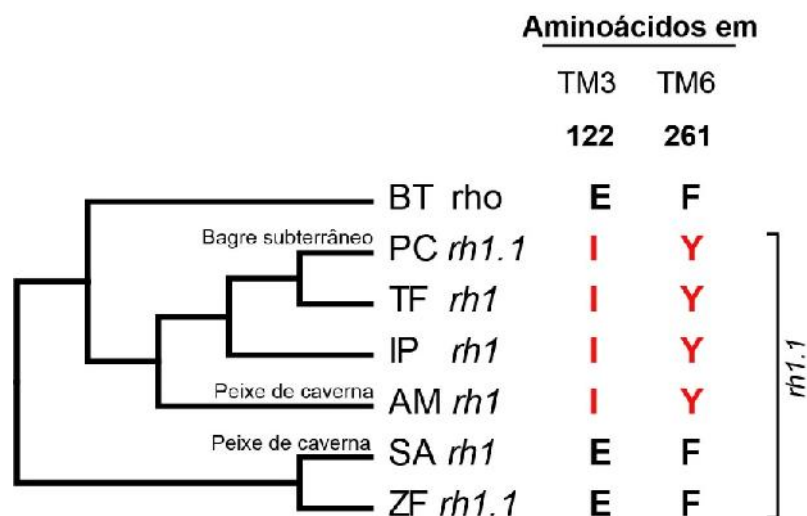 Aminoácidos em
TM3 TM6
122 261
BT rho E F
Bagre subterrâneo
PC rh1.1 I Y
TF rh1 I Y
IP rh1 I Y
Peixe de caverna
AM rh1 I Y
Peixe de caverna
SA rh1 E F
ZF rh1.1 E F
rh1.1